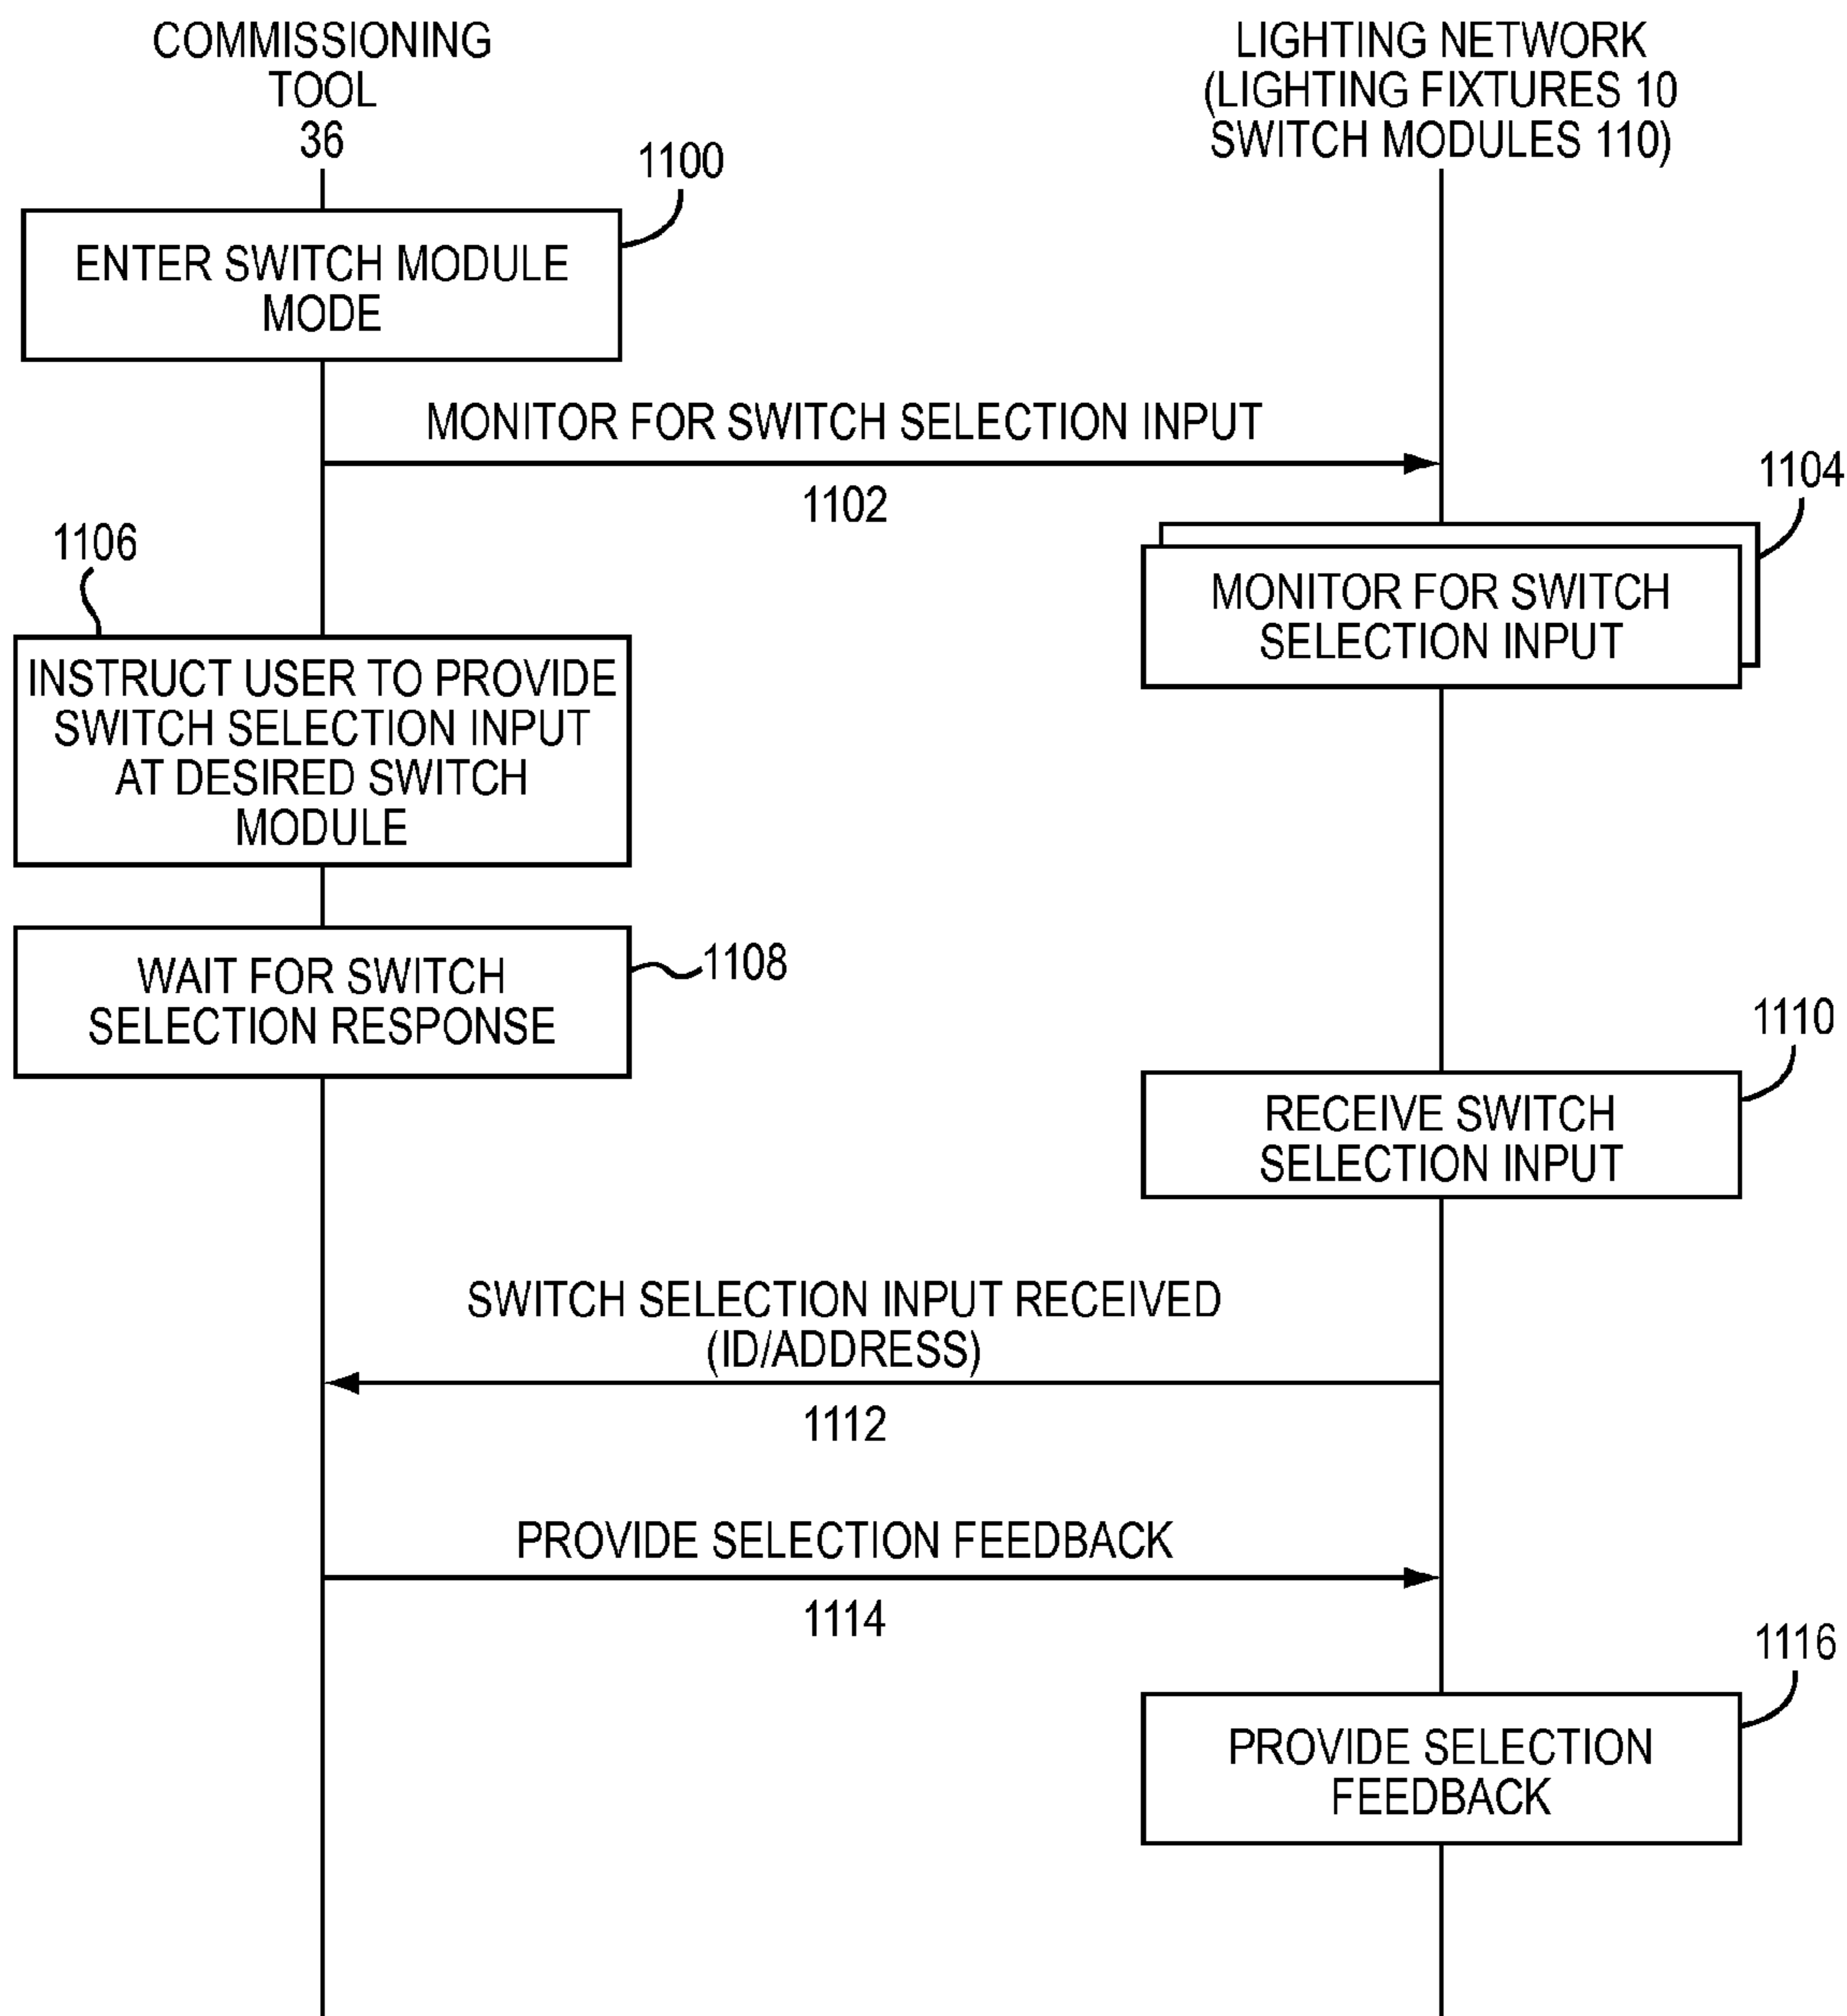 COMMISSIONING
TOOL
36
LIGHTING NETWORK
(LIGHTING FIXTURES 10
SWITCH MODULES 110)
1100
ENTER SWITCH MODULE
MODE
MONITOR FOR SWITCH SELECTION INPUT
1102
1104
MONITOR FOR SWITCH
SELECTION INPUT
1106
INSTRUCT USER TO PROVIDE
SWITCH SELECTION INPUT
AT DESIRED SWITCH
MODULE
WAIT FOR SWITCH
SELECTION RESPONSE
1108
1110
RECEIVE SWITCH
SELECTION INPUT
SWITCH SELECTION INPUT RECEIVED
(ID/ADDRESS)
1112
PROVIDE SELECTION FEEDBACK
1114
1116
PROVIDE SELECTION
FEEDBACK